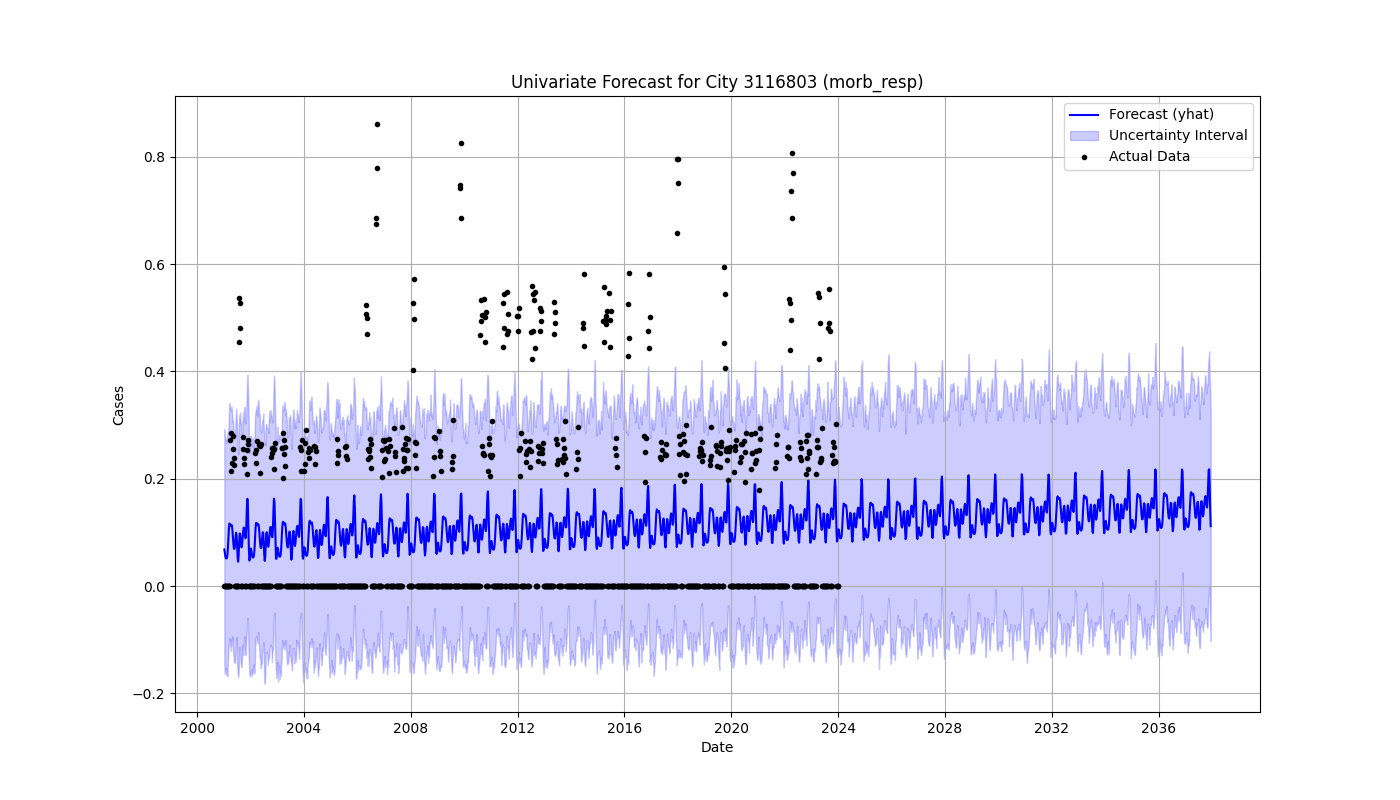 Univariate Forecast for City 3116803 (morb_resp)
Forecast (yhat)
Uncertainty Interval
Actual Data
Cases
0.8
0.6
0.4
0.2
0.0
−0.2
2000 2004 2008 2012 2016 2020 2024 2028 2032 2036
Date